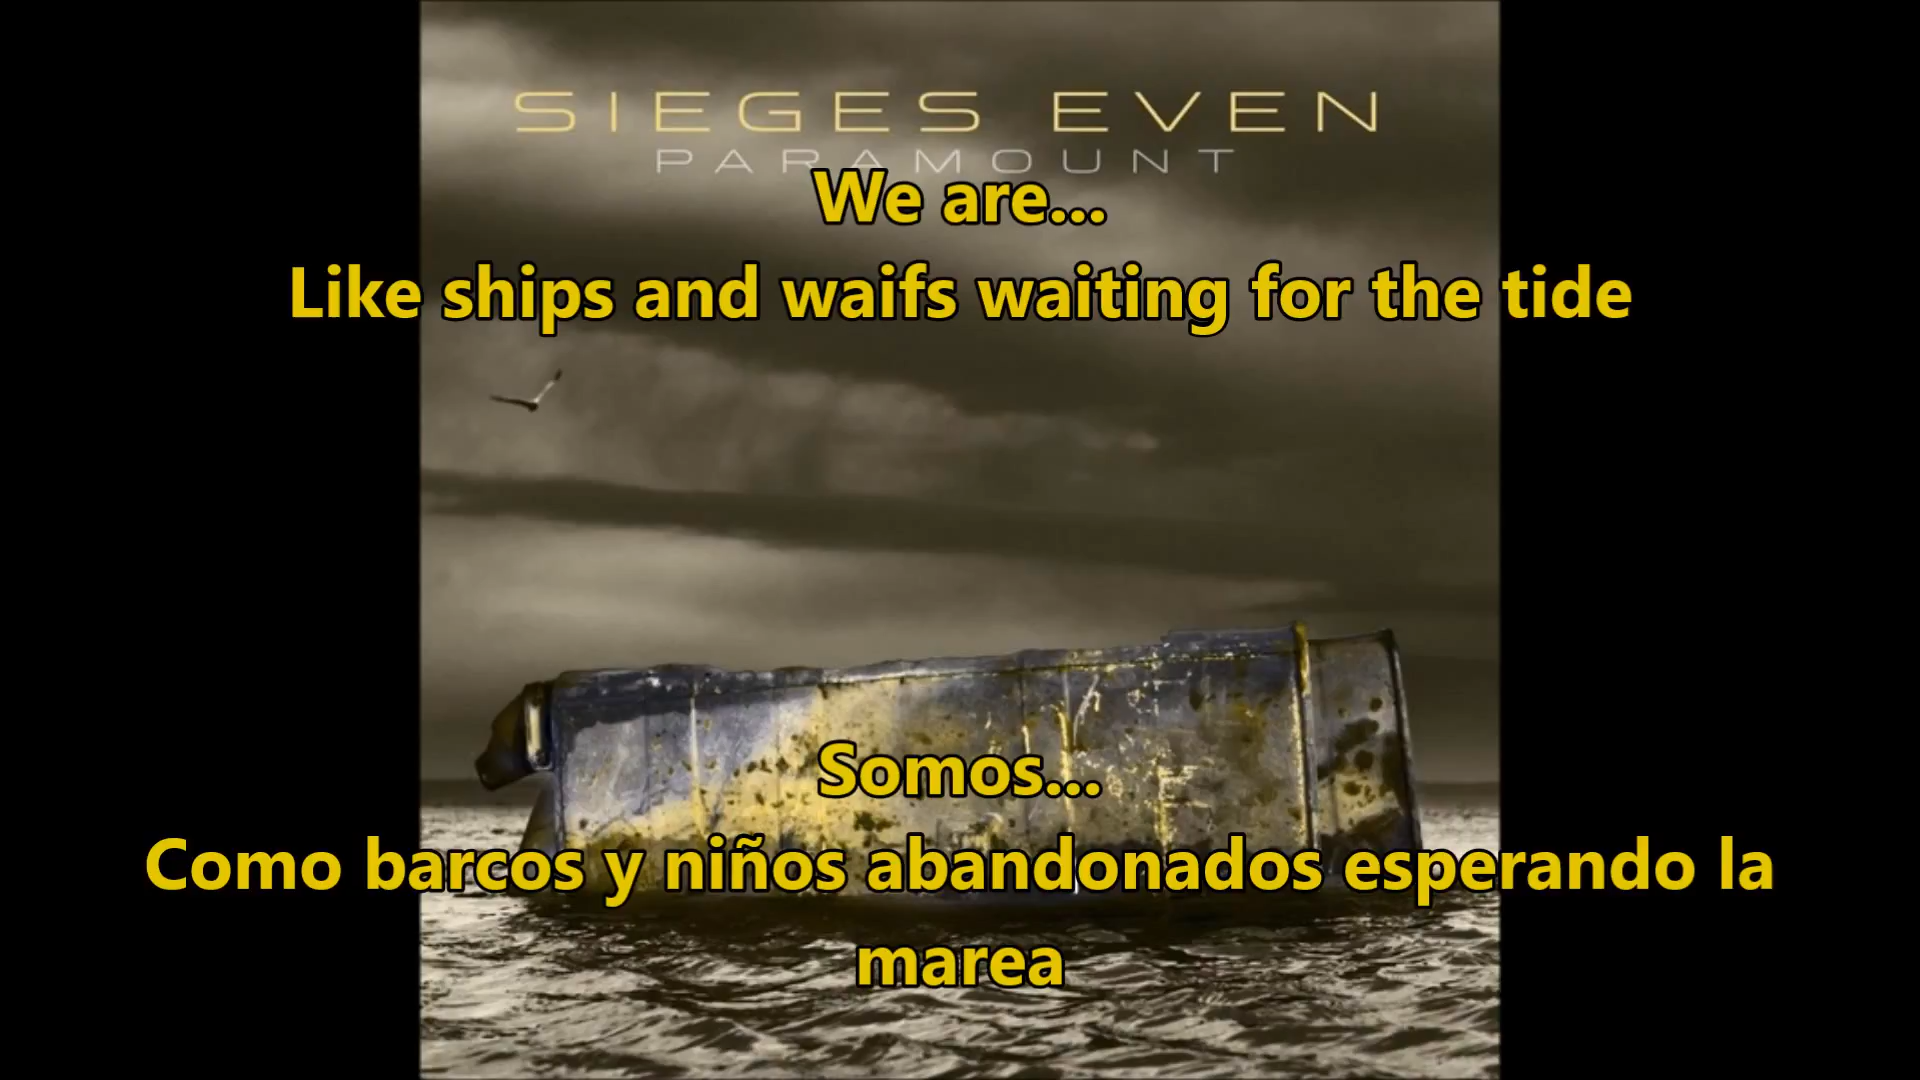 SIEGES EVEN
PARAMOUNT
We are...
Like ships and waifs waiting for the tide
Somos...
Como barcos y niños abandonados esperando la
marea